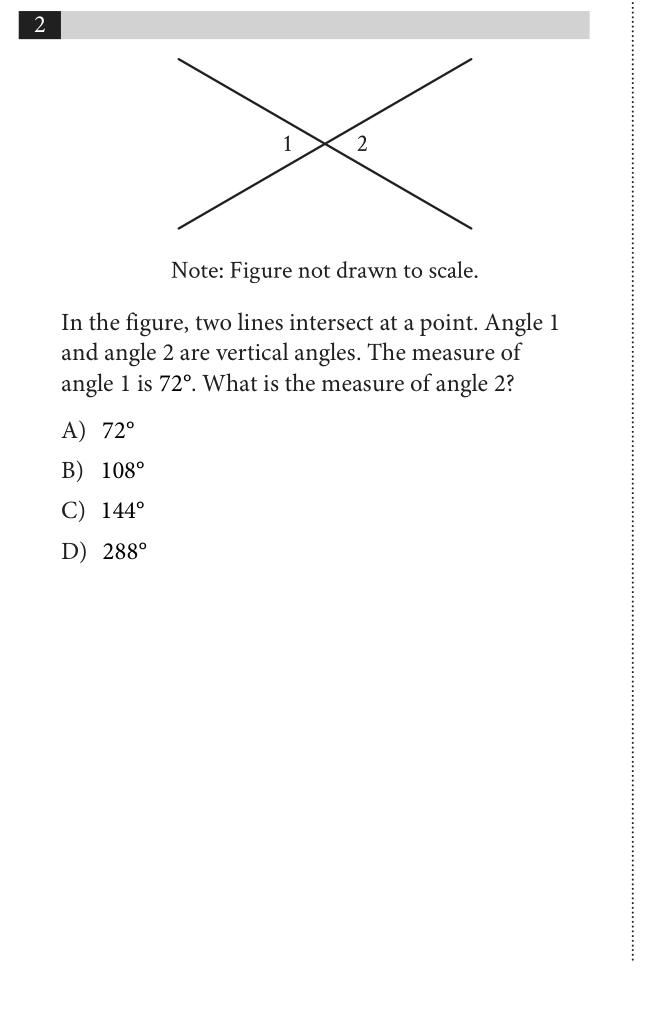 2
1 2
Note: Figure not drawn to scale.
In the figure, two lines intersect at a point. Angle 1
and angle 2 are vertical angles. The measure of
angle 1 is 72°. What is the measure of angle 2?
A) 72°
B) 108°
C) 144°
D) 288°